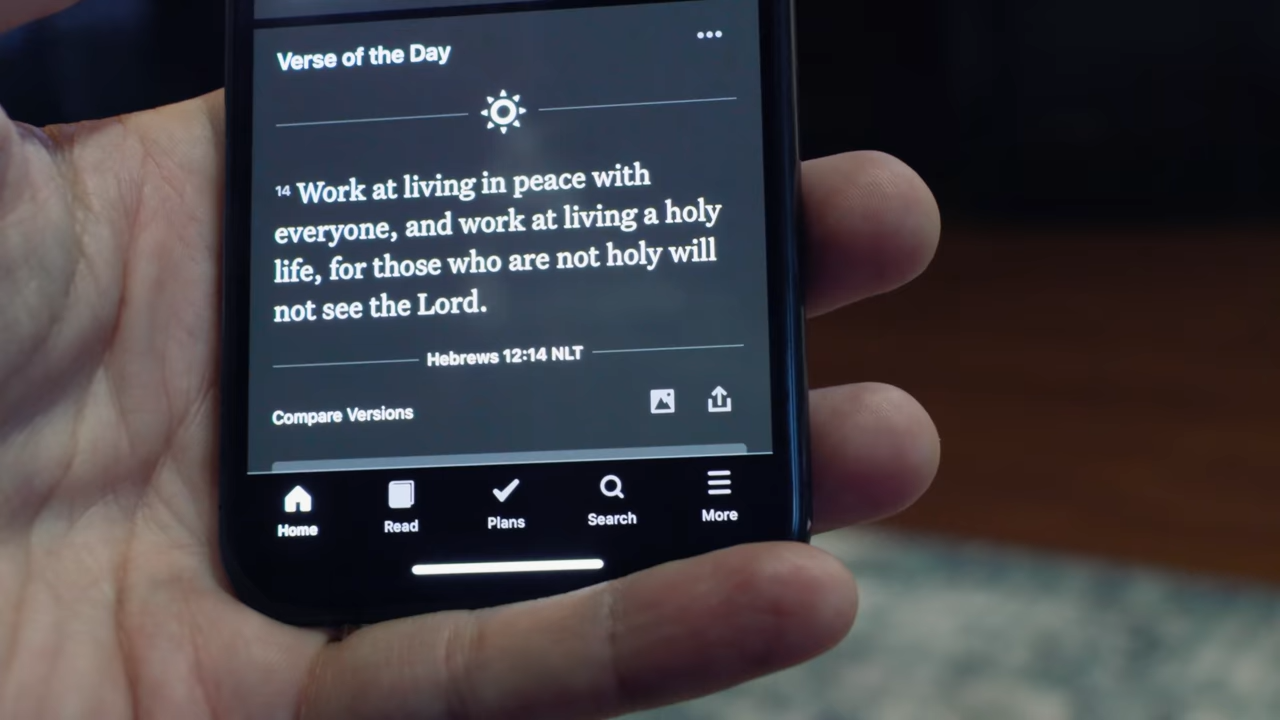 Verse of the Day
14 Work at living in peace with
everyone, and work at living a holy
life, for those who are not holy will
not see the Lord.
Hebrews 12:14 NLT
Compare Versions
Home Read Plans Search More